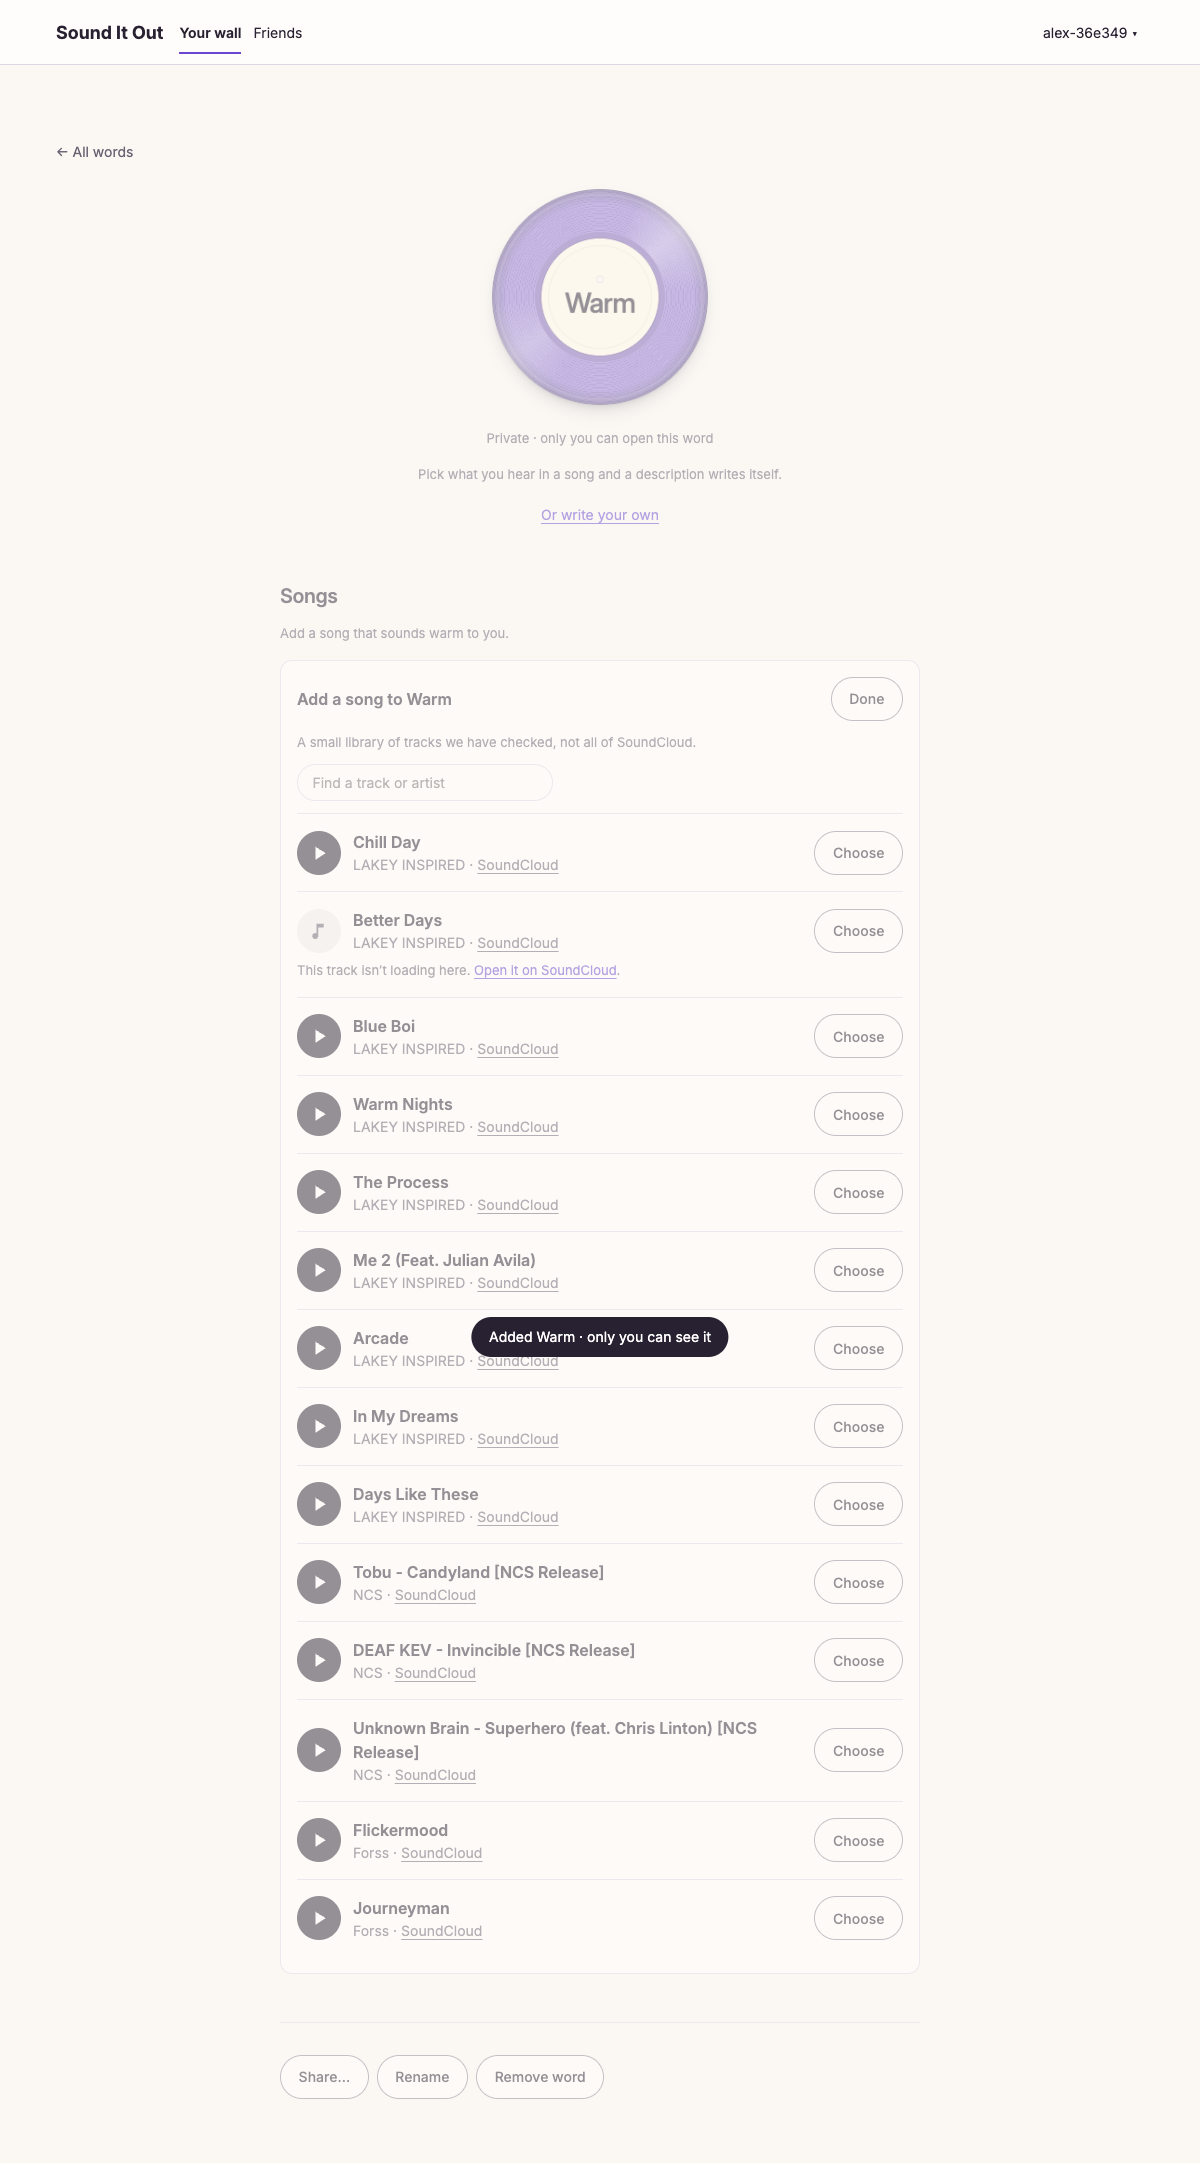 Sound It Out Your wall Friends alex-36e349 ▾
← All words
Warm
Private · only you can open this word
Pick what you hear in a song and a description writes itself.
Or write your own
Songs
Add a song that sounds warm to you.
Add a song to Warm Done
A small library of tracks we have checked, not all of SoundCloud.
Find a track or artist
Chill Day
LAKEY INSPIRED · SoundCloud
Choose
Better Days
LAKEY INSPIRED · SoundCloud
Choose
This track isn't loading here. Open it on SoundCloud.
Blue Boi
LAKEY INSPIRED · SoundCloud
Choose
Warm Nights
LAKEY INSPIRED · SoundCloud
Choose
The Process
LAKEY INSPIRED · SoundCloud
Choose
Me 2 (Feat. Julian Avila)
LAKEY INSPIRED · SoundCloud
Choose
Added Warm · only you can see it
Arcade
LAKEY INSPIRED · SoundCloud
Choose
In My Dreams
LAKEY INSPIRED · SoundCloud
Choose
Days Like These
LAKEY INSPIRED · SoundCloud
Choose
Tobu - Candyland [NCS Release]
NCS · SoundCloud
Choose
DEAF KEV - Invincible [NCS Release]
NCS · SoundCloud
Choose
Unknown Brain - Superhero (feat. Chris Linton) [NCS
Release]
NCS · SoundCloud
Choose
Flickermood
Forss · SoundCloud
Choose
Journeyman
Forss · SoundCloud
Choose
Share... Rename Remove word